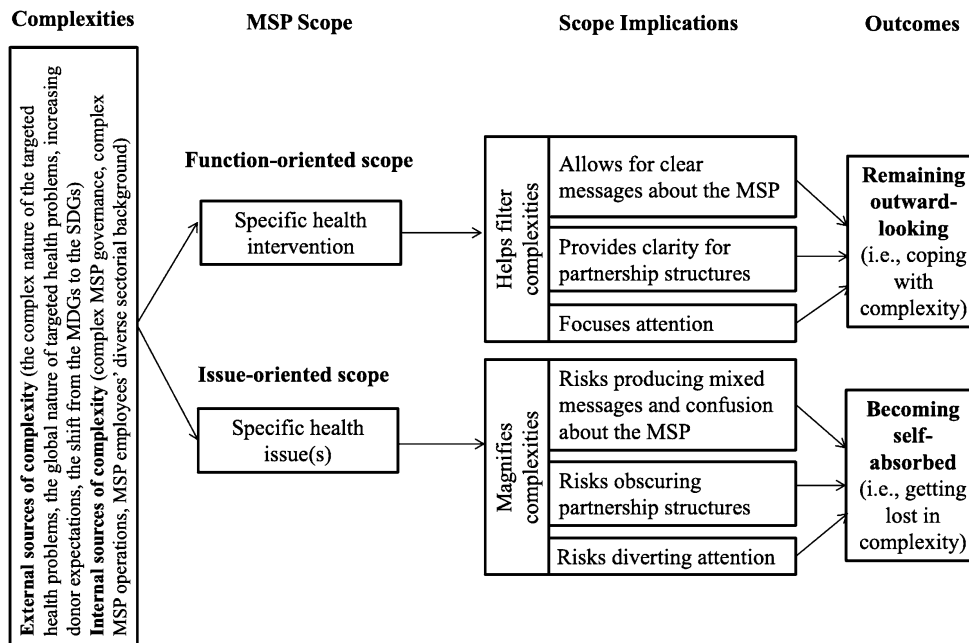 Complexities
MSP Scope
Scope Implications
Outcomes
External sources of complexity (the complex nature of the targeted
health problems, the global nature of targeted health problems, increasing
donor expectations, the shift from the MDGs to the SDGs)
Internal sources of complexity (complex MSP governance, complex
MSP operations, MSP employees’ diverse sectorial background)
Function-oriented scope
Specific health
intervention
Helps filter
complexities
Allows for clear
messages about the MSP
Provides clarity for
partnership structures
Focuses attention
Remaining
outward-
looking
(i.e., coping
with
complexity)
Issue-oriented scope
Specific health
issue(s)
Magnifies
complexities
Risks producing mixed
messages and confusion
about the MSP
Risks obscuring
partnership structures
Risks diverting attention
Becoming
self-
absorbed
(i.e., getting
lost in
complexity)